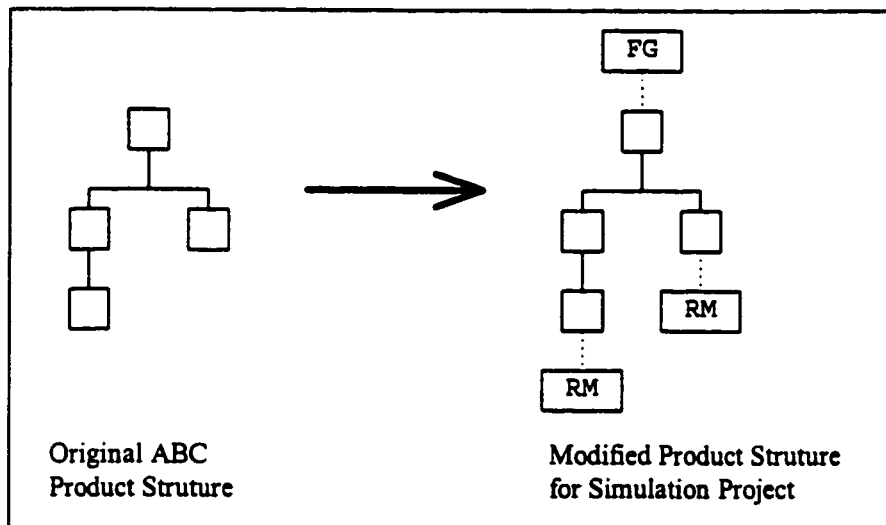 FG
RM
RM
Original ABC
Product Struture
Modified Product Struture
for Simulation Project